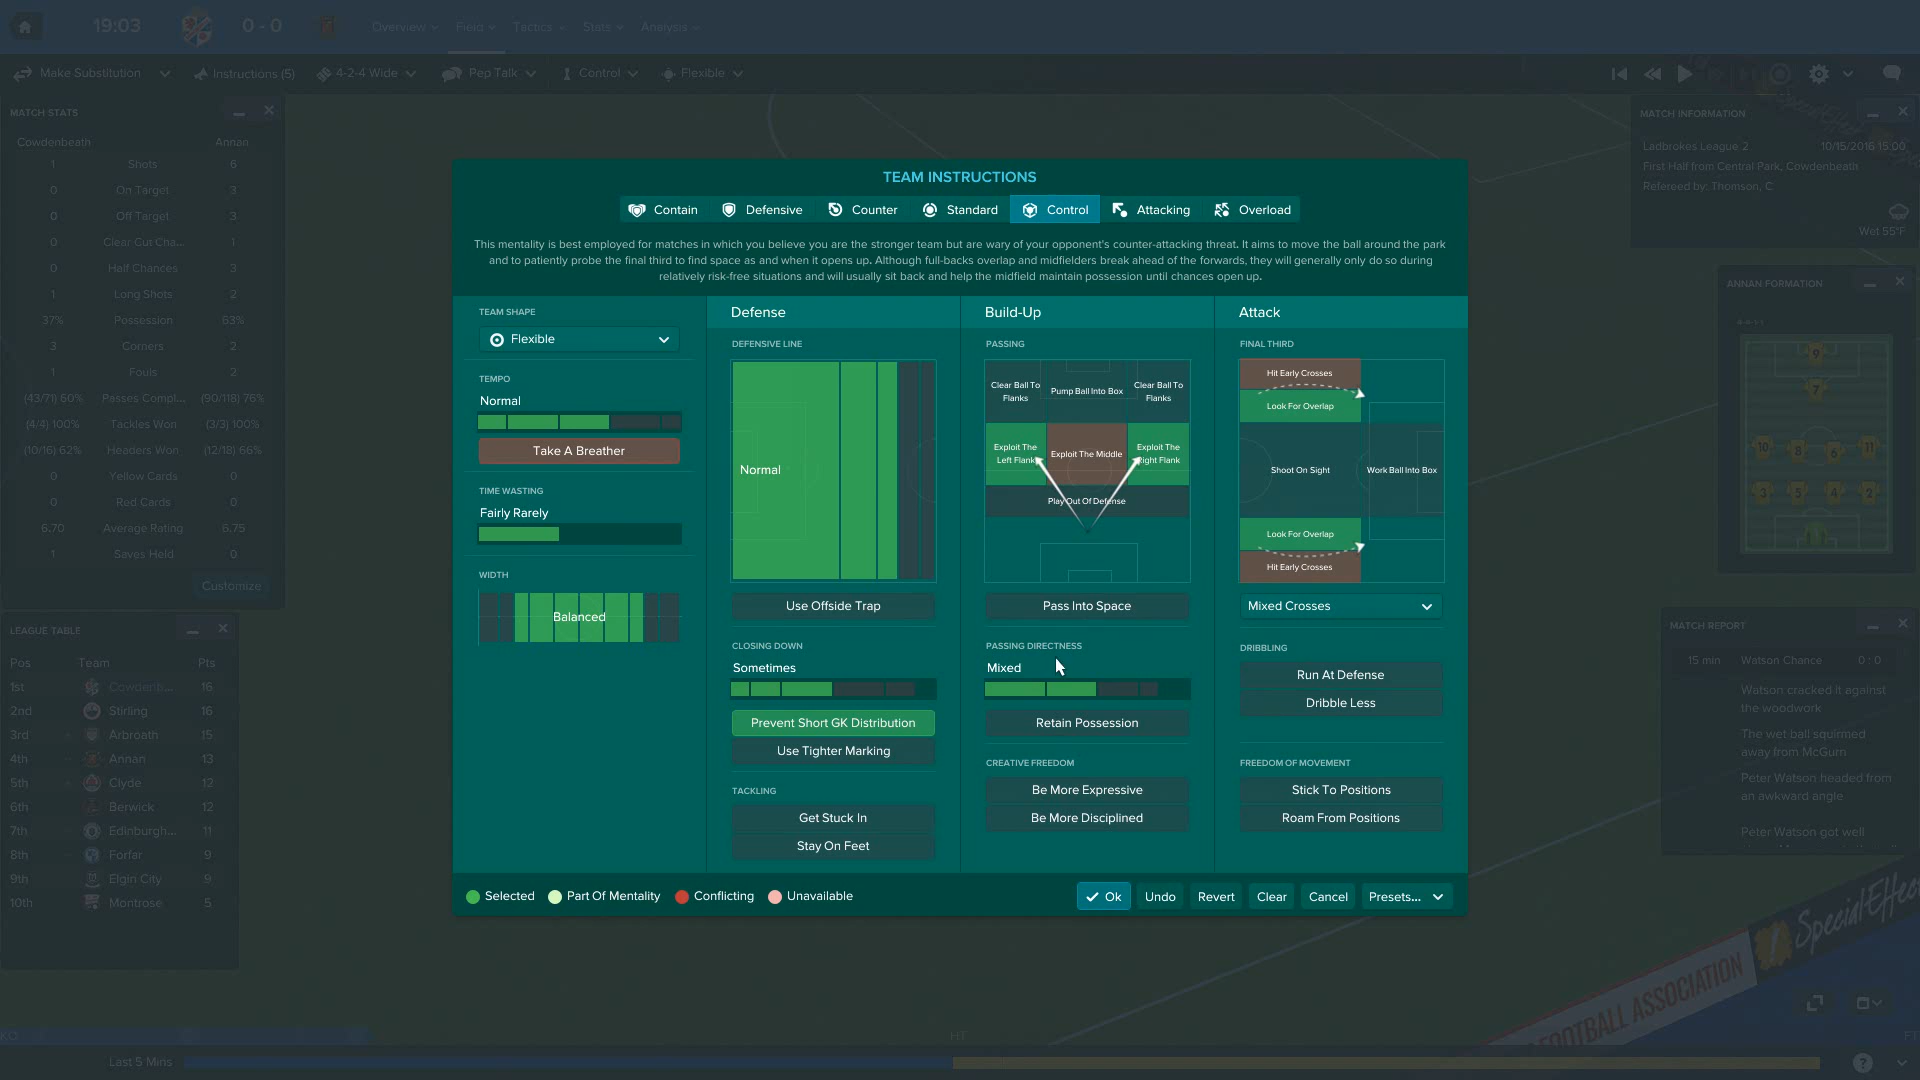 19:03
0 - 0
Overview
Field
Tactics
Stats
Analysis
Make Substitution
Instructions (5)
4-2-4 Wide
Pep Talk
Control
Flexible
MATCH STATS
Cowdenbeath Annan
1 Shots 6
0 On Target 3
0 Off Target 3
0 Clear Cut Cha... 1
0 Half Chances 3
1 Long Shots 2
37% Possession 63%
3 Corners 2
1 Fouls 2
(43/71) 60% Passes Compl... (90/118) 76%
(4/4) 100% Tackles Won (3/3) 100%
(10/16) 62% Headers Won (12/18) 66%
0 Yellow Cards 0
0 Red Cards 0
6.70 Average Rating 6.75
1 Saves Held 0
Customize
LEAGUE TABLE
Pos Team Pts
1st Cowdenb... 16
2nd Stirling 16
3rd Arbroath 15
4th Annan 13
5th Clyde 12
6th Berwick 12
7th Edinburgh... 11
8th Forfar 9
9th Elgin City 9
10th Montrose 5
TEAM INSTRUCTIONS
Contain
Defensive
Counter
Standard
Control
Attacking
Overload
This mentality is best employed for matches in which you believe you are the stronger team but are wary of your opponent's counter-attacking threat. It aims to move the ball around the park
and to patiently probe the final third to find space as and when it opens up. Although full-backs overlap and midfielders break ahead of the forwards, they will generally only do so during
relatively risk-free situations and will usually sit back and help the midfield maintain possession until chances open up.
TEAM SHAPE
Flexible
TEMPO
Normal
Take A Breather
TIME WASTING
Fairly Rarely
WIDTH
Balanced
Defense
DEFENSIVE LINE
Normal
Use Offside Trap
CLOSING DOWN
Sometimes
Prevent Short GK Distribution
Use Tighter Marking
TACKLING
Get Stuck In
Stay On Feet
Build-Up
PASSING
Clear Ball To
Flanks
Pump Ball Into Box
Clear Ball To
Flanks
Exploit The
Left Flank
Exploit The Middle
Exploit The
Right Flank
Play Out Of Defense
Pass Into Space
PASSING DIRECTNESS
Mixed
Retain Possession
CREATIVE FREEDOM
Be More Expressive
Be More Disciplined
Attack
FINAL THIRD
Hit Early Crosses
Look For Overlap
Shoot On Sight
Work Ball Into Box
Look For Overlap
Hit Early Crosses
Mixed Crosses
DRIBBLING
Run At Defense
Dribble Less
FREEDOM OF MOVEMENT
Stick To Positions
Roam From Positions
Selected
Part Of Mentality
Conflicting
Unavailable
Ok
Undo
Revert
Clear
Cancel
Presets...
MATCH INFORMATION
Ladbrokes League 2 10/15/2016 15:00
First Half from Central Park, Cowdenbeath
Refereed by: Thomson, C
Wet 55°F
ANNAN FORMATION
4-4-1-1
9
7
10 8 6 11
3 5 4 2
1
MATCH REPORT
15 min Watson Chance 0 : 0
Watson cracked it against
the woodwork
The wet ball squirmed
away from McGurn
Peter Watson headed from
an awkward angle
Peter Watson got well
SpecialEffect
FOOTBALL ASSOCIATION
KO
HT
FT
Last 5 Mins
?